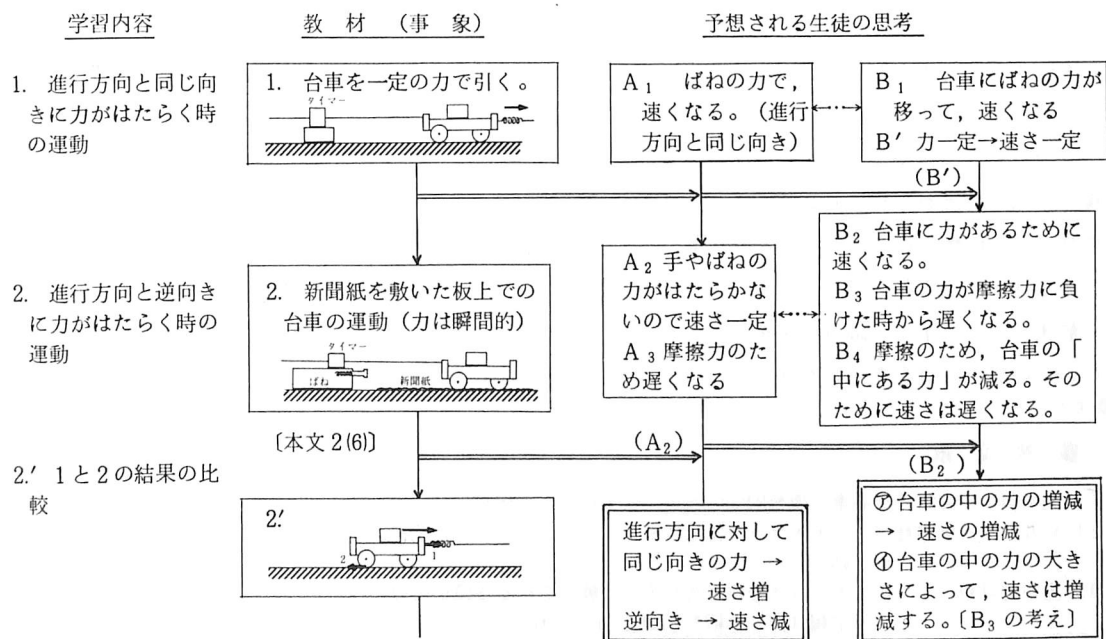 学習内容
教 材 (事 象)
予想される生徒の思考
1. 進行方向と同じ向
きに力がはたらく時
の運動
1. 台車を一定の力で引く。
タイマー
A₁ ばねの力で,
速くなる。(進行
方向と同じ向き)
B₁ 台車にばねの力が
移って,速くなる
B′ 力一定→速さ一定
(B′)
2. 進行方向と逆向き
に力がはたらく時の
運動
2. 新聞紙を敷いた板上での
台車の運動(力は瞬間的)
タイマー
ばね
新聞紙
A₂ 手やばねの
力がはたらかな
いので速さ一定
A₃ 摩擦力のた
め遅くなる
B₂ 台車に力があるために
速くなる。
B₃ 台車の力が摩擦力に負
けた時から遅くなる。
B₄ 摩擦のため,台車の「
中にある力」が減る。その
ために速さは遅くなる。
〔本文2(6)〕
(A₂)
(B₂)
2.′ 1と2の結果の比
較
2.′
2
1
進行方向に対して
同じ向きの力 →
速さ増
逆向き → 速さ減
㋐台車の中の力の増減
→ 速さの増減
㋑台車の中の力の大き
さによって,速さは増
減する。〔B₃の考え〕